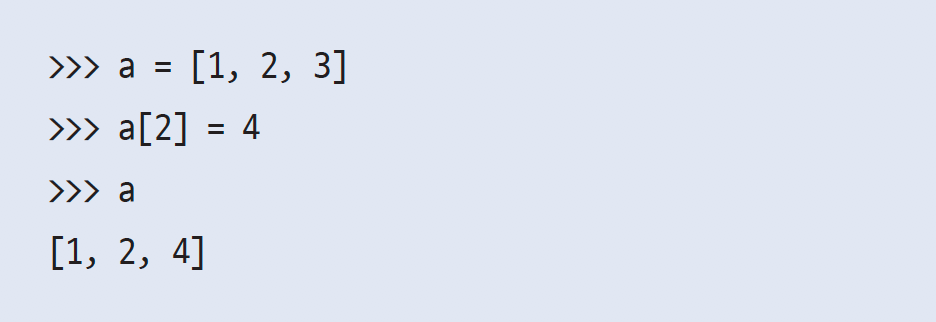 >>> a = [1, 2, 3]
>>> a[2] = 4
>>> a
[1, 2, 4]